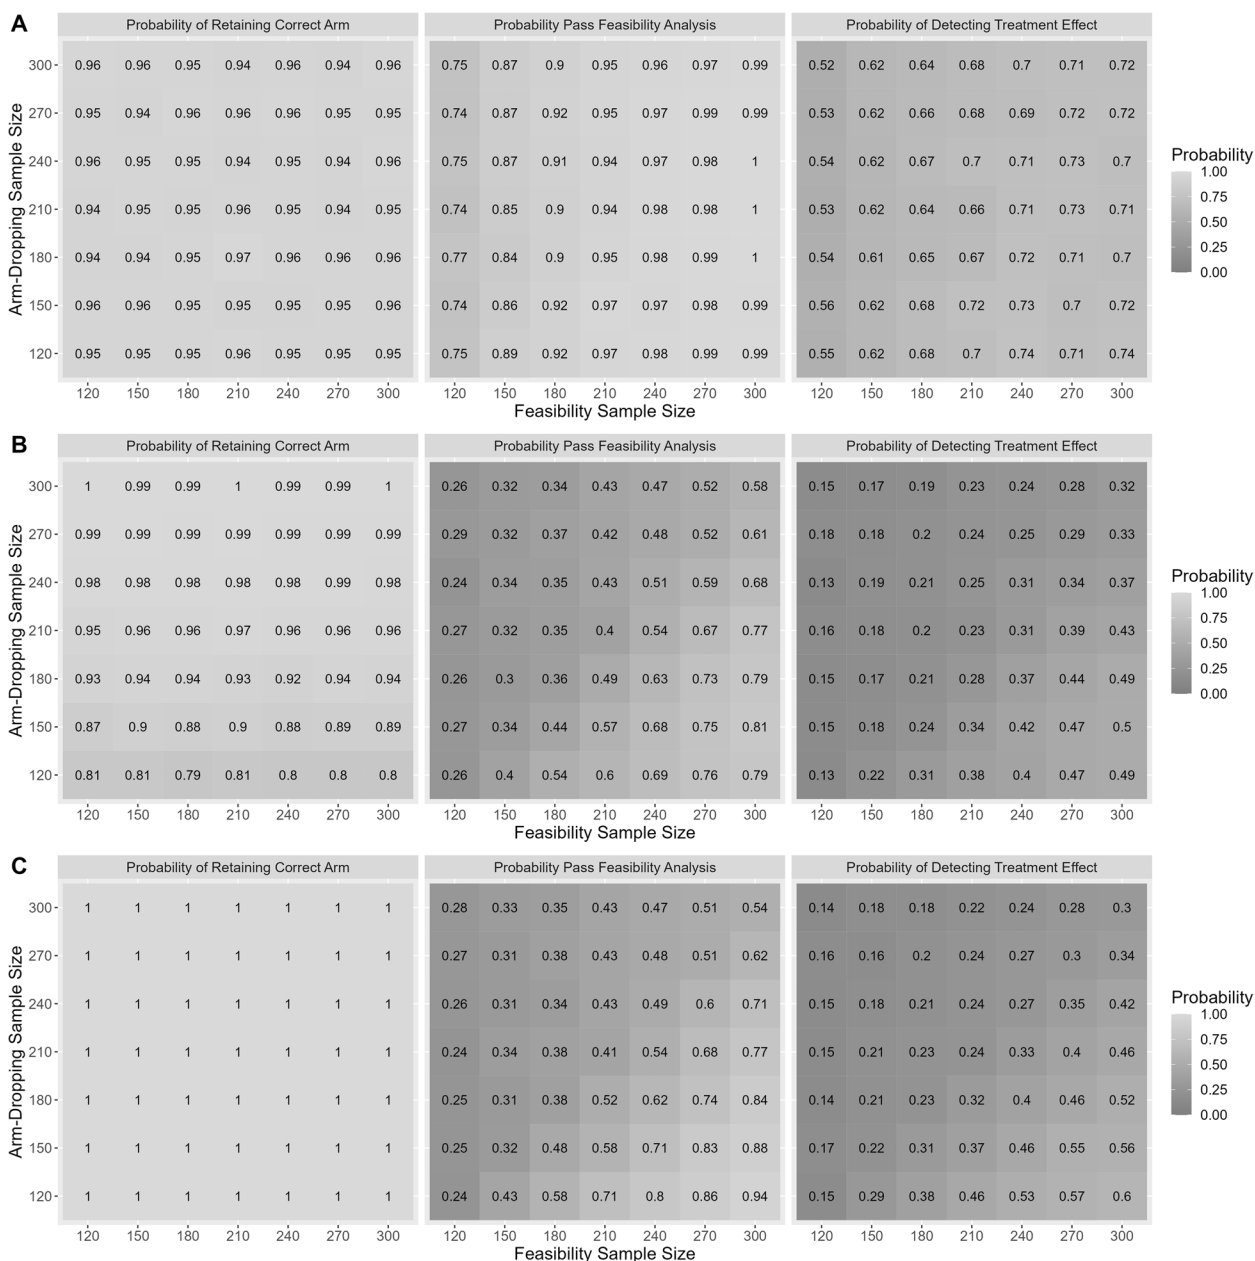 A
Probability of Retaining Correct Arm Probability Pass Feasibility Analysis Probability of Detecting Treatment Effect
Arm-Dropping Sample Size
300 0.96 0.96 0.95 0.94 0.96 0.94 0.96 0.75 0.87 0.9 0.95 0.96 0.97 0.99 0.52 0.62 0.64 0.68 0.7 0.71 0.72
270 0.95 0.94 0.96 0.96 0.96 0.95 0.95 0.74 0.87 0.92 0.95 0.97 0.99 0.99 0.53 0.62 0.66 0.68 0.69 0.72 0.72
240 0.96 0.95 0.95 0.94 0.95 0.94 0.96 0.75 0.87 0.91 0.94 0.97 0.98 1 0.54 0.62 0.67 0.7 0.71 0.73 0.7
210 0.94 0.95 0.95 0.96 0.95 0.94 0.95 0.74 0.85 0.9 0.94 0.98 0.98 1 0.53 0.62 0.64 0.66 0.71 0.73 0.71
180 0.94 0.94 0.95 0.97 0.96 0.96 0.96 0.77 0.84 0.9 0.95 0.98 0.99 1 0.54 0.61 0.65 0.67 0.72 0.71 0.7
150 0.96 0.96 0.95 0.95 0.95 0.95 0.96 0.74 0.86 0.92 0.97 0.97 0.98 0.99 0.56 0.62 0.68 0.72 0.73 0.7 0.72
120 0.95 0.95 0.95 0.96 0.95 0.95 0.95 0.75 0.89 0.92 0.97 0.98 0.99 0.99 0.55 0.62 0.68 0.7 0.74 0.71 0.74
120 150 180 210 240 270 300 120 150 180 210 240 270 300 120 150 180 210 240 270 300
Feasibility Sample Size
Probability
1.00
0.75
0.50
0.25
0.00
B
Probability of Retaining Correct Arm Probability Pass Feasibility Analysis Probability of Detecting Treatment Effect
Arm-Dropping Sample Size
300 1 0.99 0.99 1 0.99 0.99 1 0.26 0.32 0.34 0.43 0.47 0.52 0.58 0.15 0.17 0.19 0.23 0.24 0.28 0.32
270 0.99 0.99 0.99 0.99 0.99 0.99 0.99 0.29 0.32 0.37 0.42 0.48 0.52 0.61 0.18 0.18 0.2 0.24 0.25 0.29 0.33
240 0.98 0.98 0.98 0.98 0.98 0.99 0.98 0.24 0.34 0.35 0.43 0.51 0.59 0.68 0.13 0.19 0.21 0.25 0.31 0.34 0.37
210 0.95 0.96 0.96 0.97 0.96 0.96 0.96 0.27 0.32 0.35 0.4 0.54 0.67 0.77 0.16 0.18 0.2 0.23 0.31 0.39 0.43
180 0.93 0.94 0.94 0.93 0.92 0.94 0.94 0.26 0.3 0.36 0.49 0.63 0.73 0.79 0.15 0.17 0.21 0.28 0.37 0.44 0.49
150 0.87 0.9 0.88 0.9 0.88 0.89 0.89 0.27 0.34 0.44 0.57 0.68 0.75 0.81 0.15 0.18 0.24 0.34 0.42 0.47 0.5
120 0.81 0.81 0.79 0.81 0.8 0.8 0.8 0.26 0.4 0.54 0.6 0.69 0.76 0.79 0.13 0.22 0.31 0.38 0.4 0.47 0.49
120 150 180 210 240 270 300 120 150 180 210 240 270 300 120 150 180 210 240 270 300
Feasibility Sample Size
Probability
1.00
0.75
0.50
0.25
0.00
C
Probability of Retaining Correct Arm Probability Pass Feasibility Analysis Probability of Detecting Treatment Effect
Arm-Dropping Sample Size
300 1 1 1 1 1 1 1 0.28 0.33 0.35 0.43 0.47 0.51 0.54 0.14 0.18 0.18 0.22 0.24 0.28 0.3
270 1 1 1 1 1 1 1 0.27 0.31 0.38 0.43 0.48 0.51 0.62 0.16 0.16 0.2 0.24 0.27 0.3 0.34
240 1 1 1 1 1 1 1 0.26 0.31 0.34 0.43 0.49 0.6 0.71 0.15 0.18 0.21 0.24 0.27 0.35 0.42
210 1 1 1 1 1 1 1 0.24 0.34 0.38 0.41 0.54 0.68 0.77 0.15 0.21 0.23 0.24 0.33 0.4 0.46
180 1 1 1 1 1 1 1 0.25 0.31 0.38 0.52 0.62 0.74 0.84 0.14 0.21 0.23 0.32 0.4 0.46 0.52
150 1 1 1 1 1 1 1 0.25 0.32 0.48 0.58 0.71 0.83 0.88 0.17 0.22 0.31 0.37 0.46 0.55 0.56
120 1 1 1 1 1 1 1 0.24 0.43 0.58 0.71 0.8 0.86 0.94 0.15 0.29 0.38 0.46 0.53 0.57 0.6
120 150 180 210 240 270 300 120 150 180 210 240 270 300 120 150 180 210 240 270 300
Feasibility Sample Size
Probability
1.00
0.75
0.50
0.25
0.00